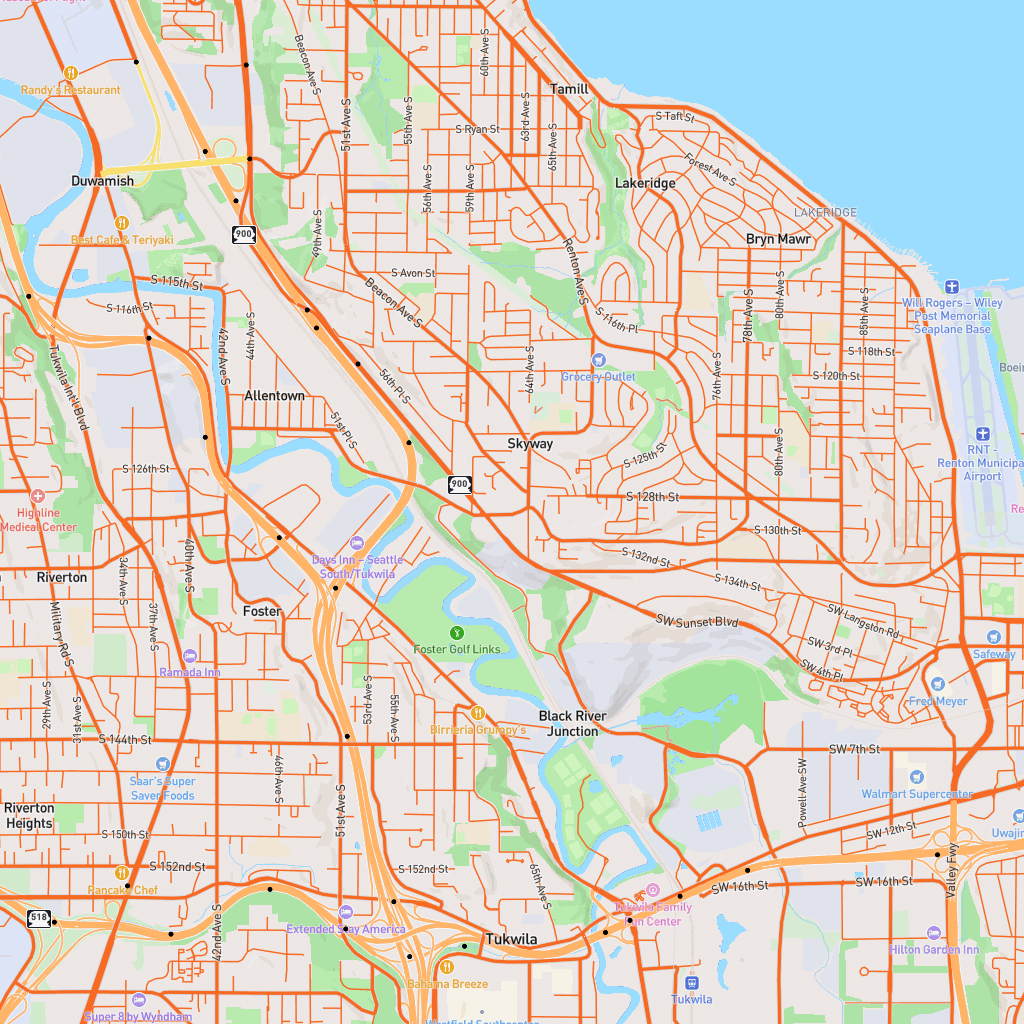 Randy's Restaurant
Beacon Ave S
51st Ave S
55th Ave S
60th Ave S
Tamill
S Ryan St
63rd Ave S
65th Ave S
S Taft St
Forest Ave S
Lakeridge
LAKERIDGE
Bryn Mawr
Duwamish
56th Ave S
59th Ave S
Best Cafe & Teriyaki
900
49th Ave S
Renton Ave S
S Avon St
S 115th St
S 116th St
Beacon Ave S
S 116th Pl
78th Ave S
80th Ave S
85th Ave S
Will Rogers – Wiley
Post Memorial
Seaplane Base
42nd Ave S
44th Ave S
Tukwila Int'l Blvd
S 118th St
S 120th St
76th Ave S
64th Ave S
Grocery Outlet
56th Pl S
Allentown
51st Pl S
Skyway
80th Ave S
RNT -
Renton Municipal
Airport
S 125th St
S 126th St
900
S 128th St
Highline
Medical Center
S 130th St
S 132nd St
Days Inn – Seattle
South/Tukwila
34th Ave S
40th Ave S
Riverton
S 134th St
37th Ave S
Military Rd S
Foster
SW Langston Rd
SW Sunset Blvd
SW 3rd Pl
SW 4th Pl
Foster Golf Links
Ramada Inn
Safeway
Fred Meyer
29th Ave S
31st Ave S
53rd Ave S
55th Ave S
Birrieria Grumpy's
Black River
Junction
S 144th St
SW 7th St
Saar's Super
Saver Foods
46th Ave S
51st Ave S
Powell Ave SW
Walmart Supercenter
Riverton
Heights
S 150th St
SW 12th St
S 152nd St
S 152nd St
Pancake Chef
65th Ave S
SW 16th St
SW 16th St
Valley Fwy
518
42nd Ave S
Extended Stay America
Tukwila Family
Fun Center
Tukwila
Hilton Garden Inn
Bahama Breeze
Tukwila
Super 8 by Wyndham
Westfield Southcenter